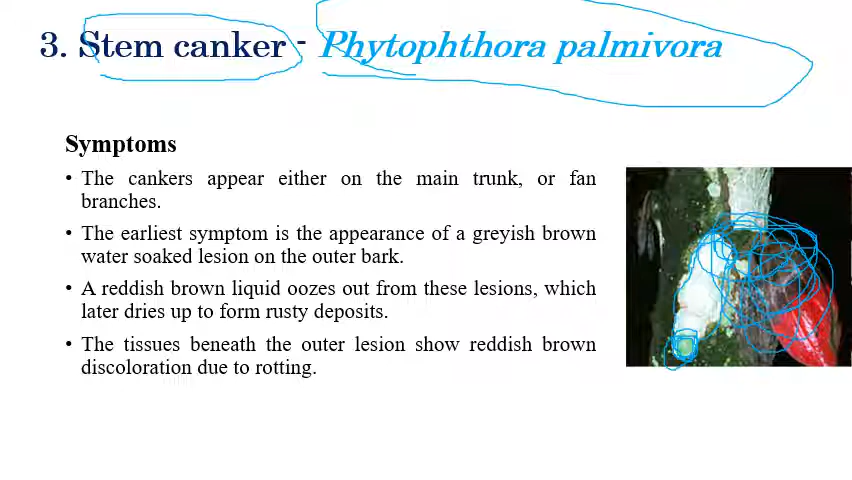 3. Stem canker - Phytophthora palmivora
Symptoms
• The cankers appear either on the main trunk, or fan
branches.
• The earliest symptom is the appearance of a greyish brown
water soaked lesion on the outer bark.
• A reddish brown liquid oozes out from these lesions, which
later dries up to form rusty deposits.
• The tissues beneath the outer lesion show reddish brown
discoloration due to rotting.